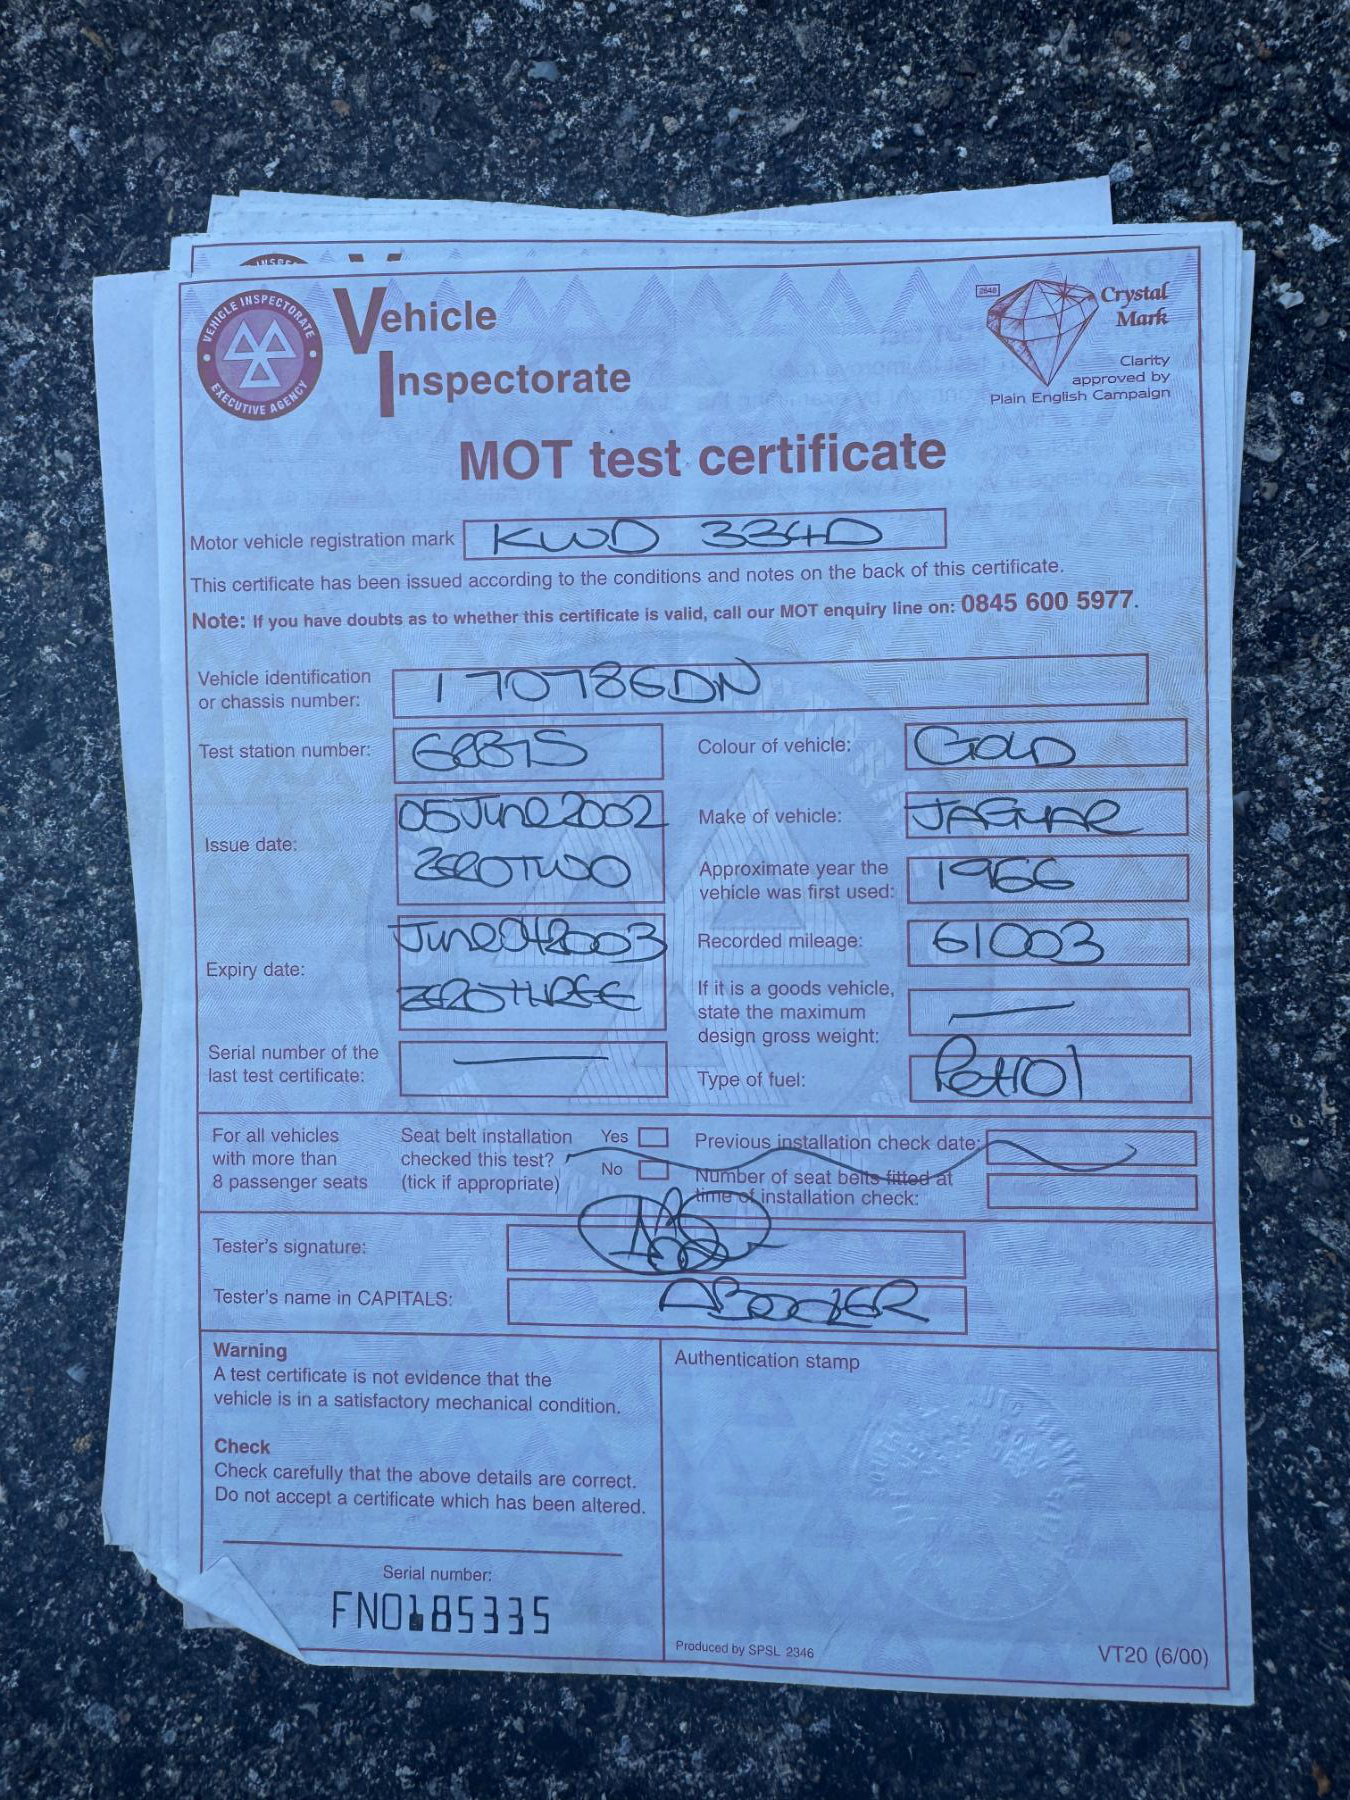 VEHICLE INSPECTORATE
EXECUTIVE AGENCY
Vehicle
Inspectorate
2848
Crystal
Mark
Clarity
approved by
Plain English Campaign
MOT test certificate
Motor vehicle registration mark KWD 334D
This certificate has been issued according to the conditions and notes on the back of this certificate.
Note: If you have doubts as to whether this certificate is valid, call our MOT enquiry line on: 0845 600 5977.
Vehicle identification
or chassis number: 170786DN
Test station number:
Colour of vehicle: GOLD
Issue date: 05 June 2002
ZERO TWO
Make of vehicle: JAGUAR
Approximate year the
vehicle was first used: 1966
Expiry date: June 04 2003
ZERO THREE
Recorded mileage: 61003
If it is a goods vehicle,
state the maximum
design gross weight: —
Serial number of the
last test certificate: —
Type of fuel: Petrol
For all vehicles
with more than
8 passenger seats
Seat belt installation
checked this test?
(tick if appropriate)
Yes
No
Previous installation check date:
Number of seat belts fitted at
time of installation check:
Tester's signature:
Tester's name in CAPITALS:
Warning
A test certificate is not evidence that the
vehicle is in a satisfactory mechanical condition.
Check
Check carefully that the above details are correct.
Do not accept a certificate which has been altered.
Serial number:
FN0185335
Authentication stamp
Produced by SPSL 2346
VT20 (6/00)